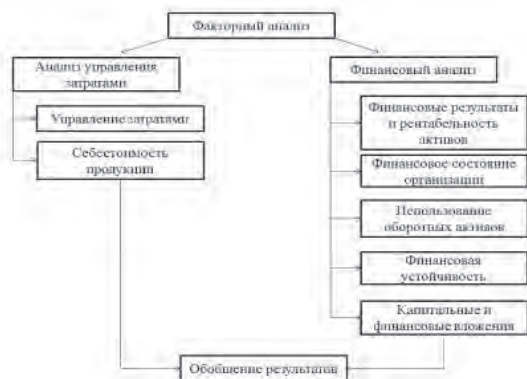 Факторный анализ
Анализ управления
затратами
Управление затратами
Себестоимость
продукции
Финансовый анализ
Финансовые результаты
и рентабельность
активов
Финансовое состояние
организации
Использование
оборотных активов
Финансовая
устойчивость
Капитальные и
финансовые вложения
Обобщение результатов